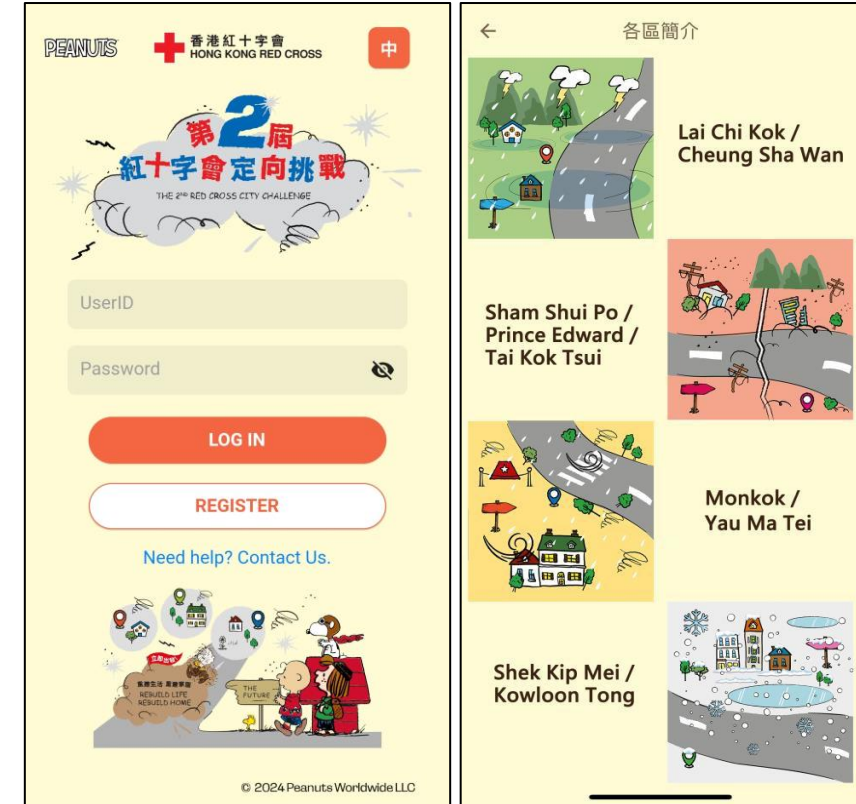 PEANUTS
香港紅十字會
HONG KONG RED CROSS
中
第2屆
紅十字會定向挑戰
THE 2ND RED CROSS CITY CHALLENGE
UserID
Password
LOG IN
REGISTER
Need help? Contact Us.
REBUILD LIFE
REBUILD HOME
THE
FUTURE
© 2024 Peanuts Worldwide LLC
各區簡介
Lai Chi Kok /
Cheung Sha Wan
Sham Shui Po /
Prince Edward /
Tai Kok Tsui
Monkok /
Yau Ma Tei
Shek Kip Mei /
Kowloon Tong